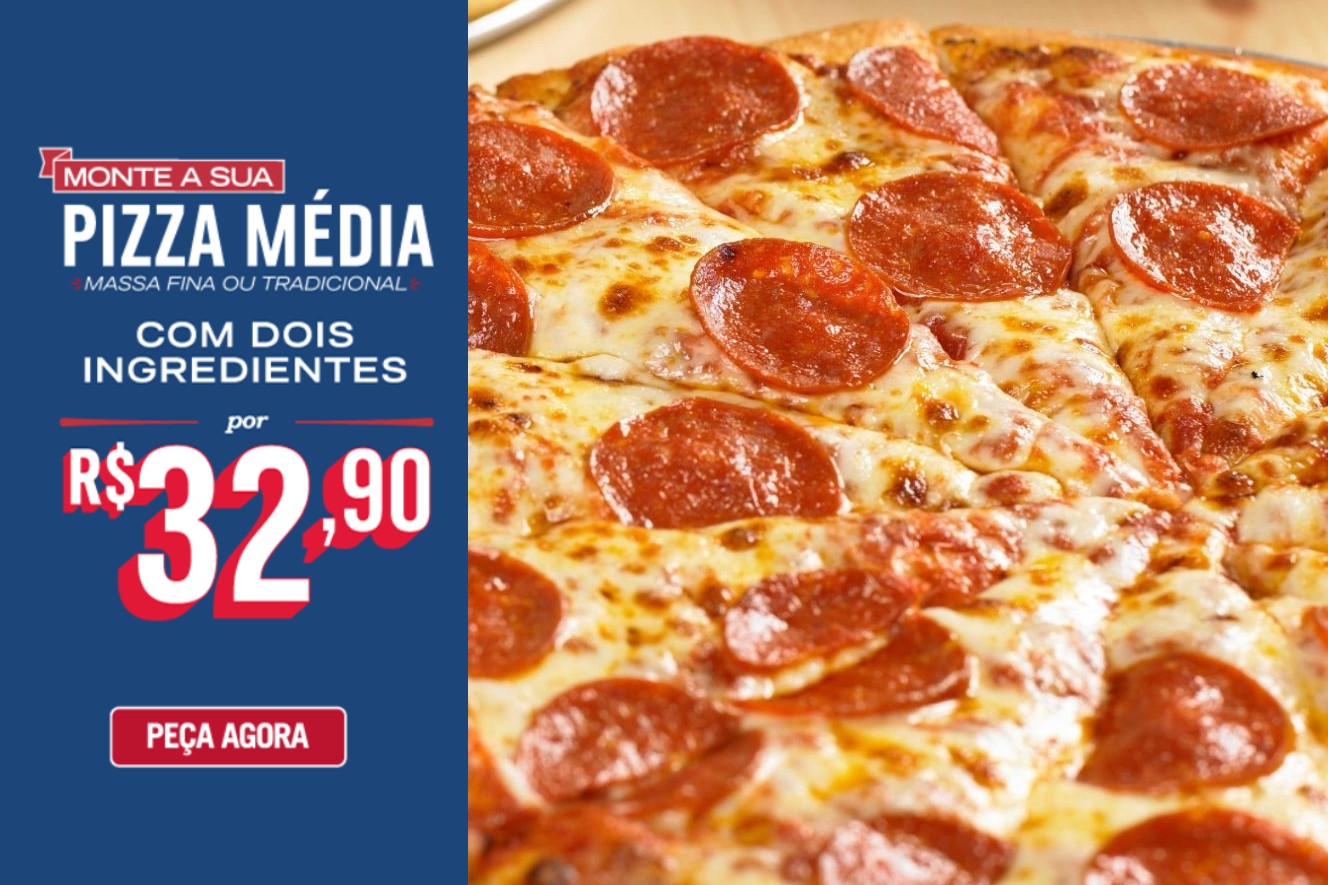 MONTE A SUA
PIZZA MÉDIA
MASSA FINA OU TRADICIONAL
COM DOIS
INGREDIENTES
por
R$32,90
PEÇA AGORA